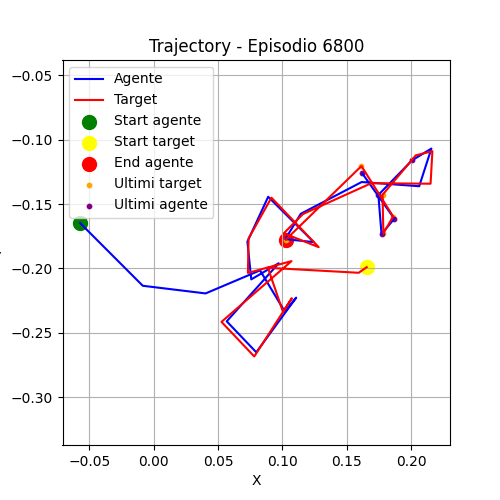 Trajectory - Episodio 6800
Agente
Target
Start agente
Start target
End agente
Ultimi target
Ultimi agente
−0.05
−0.10
−0.15
−0.20
−0.25
−0.30
−0.05
0.00
0.05
0.10
0.15
0.20
X